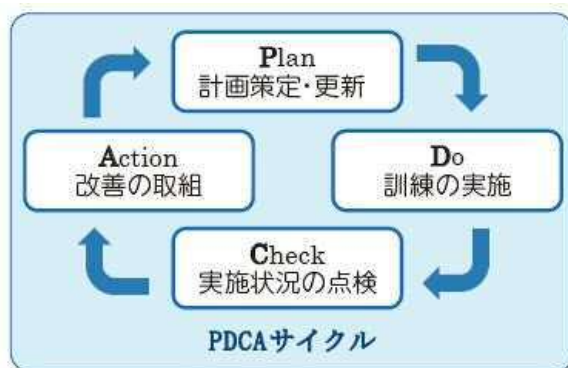 Plan
計画策定・更新
Action
改善の取組
Do
訓練の実施
Check
実施状況の点検
PDCAサイクル